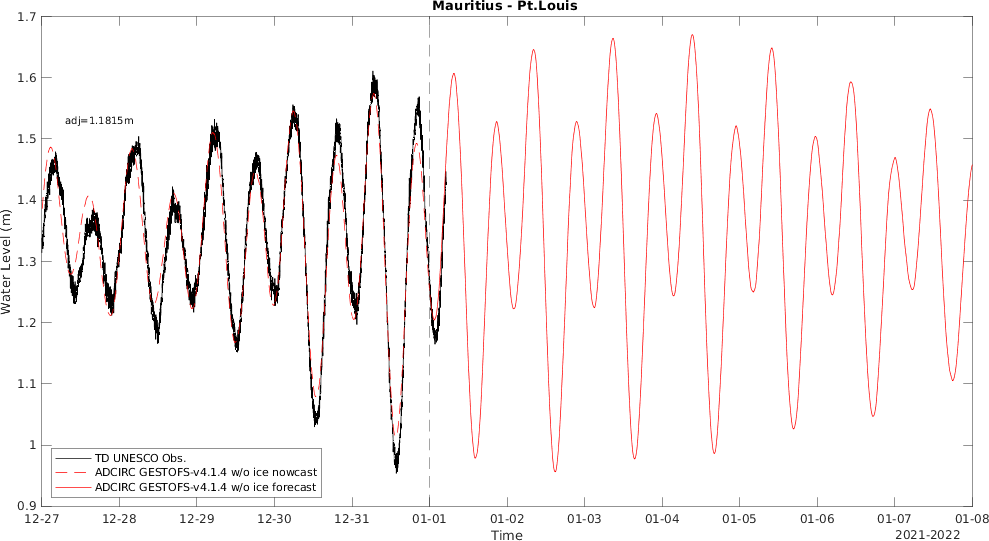 Mauritius - Pt.Louis
1.7
1.6
1.5
1.4
1.3
1.2
1.1
1
0.9
Water Level (m)
adj=1.1815m
TD UNESCO Obs.
ADCIRC GESTOFS-v4.1.4 w/o ice nowcast
ADCIRC GESTOFS-v4.1.4 w/o ice forecast
12-27 12-28 12-29 12-30 12-31 01-01 01-02 01-03 01-04 01-05 01-06 01-07 01-08
Time
2021-2022